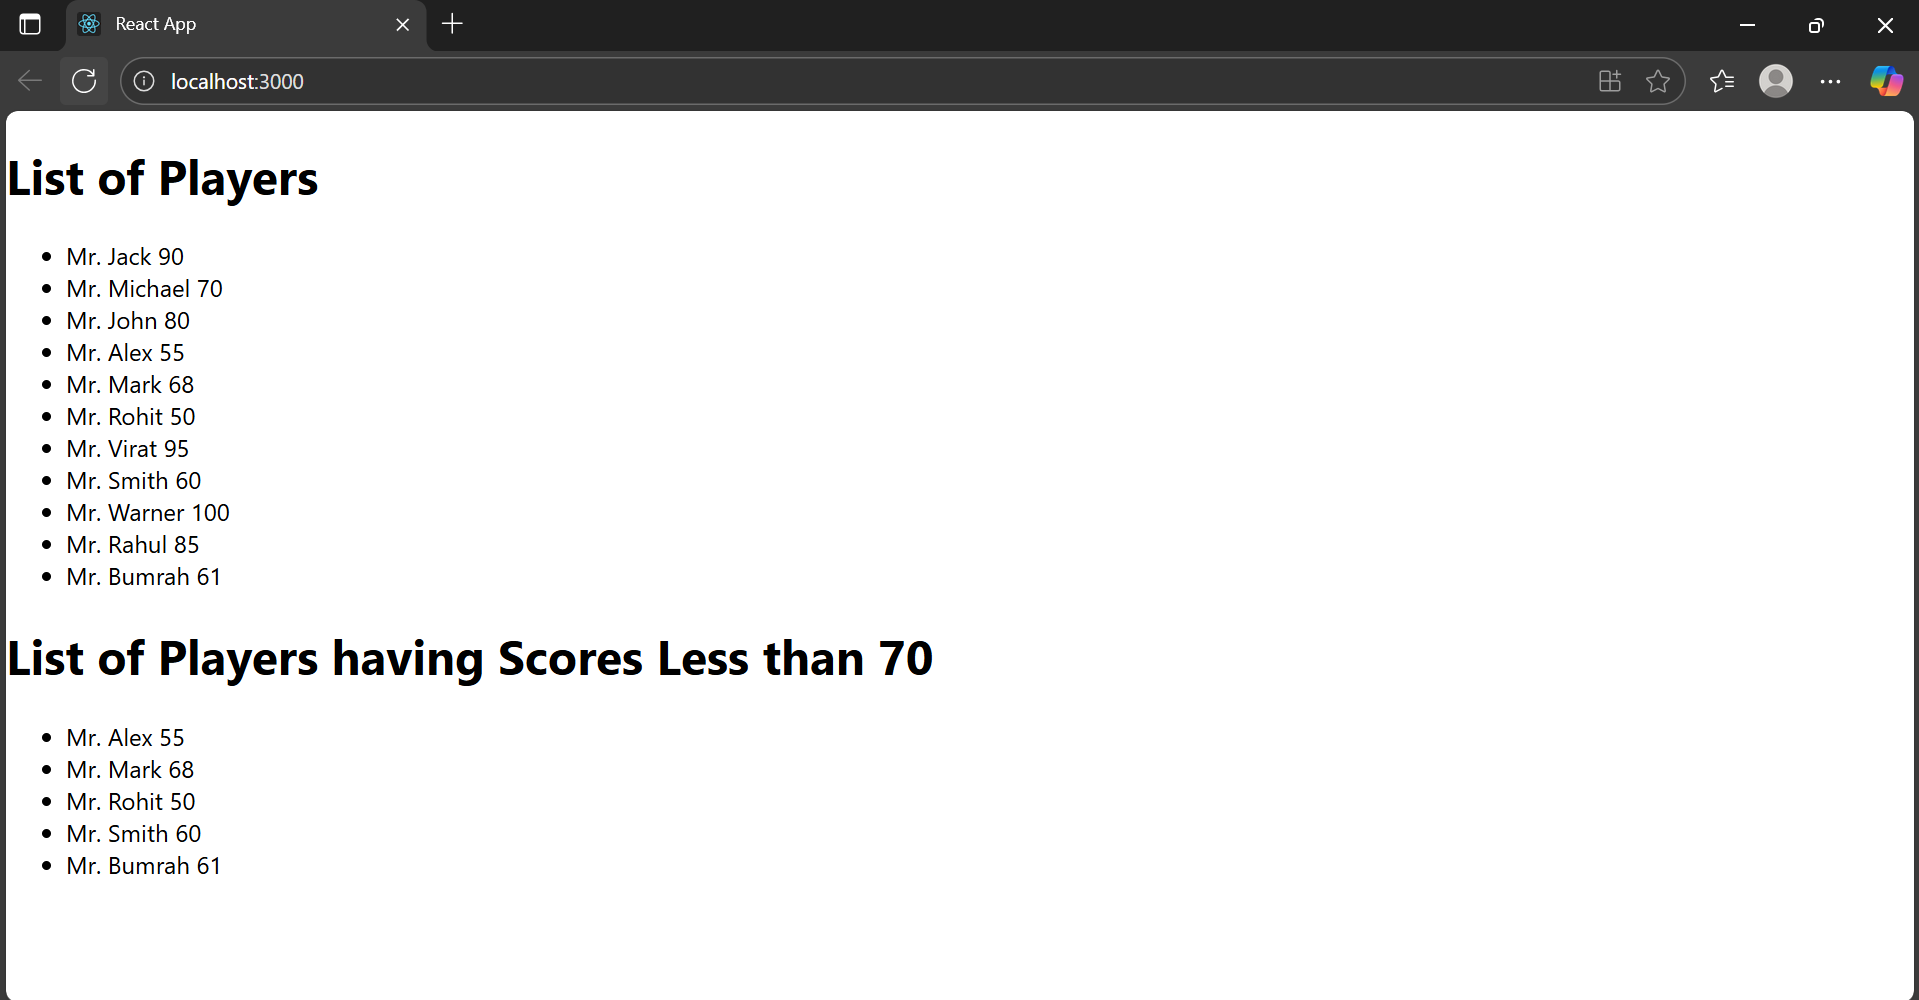 React App
localhost:3000
List of Players
Mr. Jack 90
Mr. Michael 70
Mr. John 80
Mr. Alex 55
Mr. Mark 68
Mr. Rohit 50
Mr. Virat 95
Mr. Smith 60
Mr. Warner 100
Mr. Rahul 85
Mr. Bumrah 61
List of Players having Scores Less than 70
Mr. Alex 55
Mr. Mark 68
Mr. Rohit 50
Mr. Smith 60
Mr. Bumrah 61